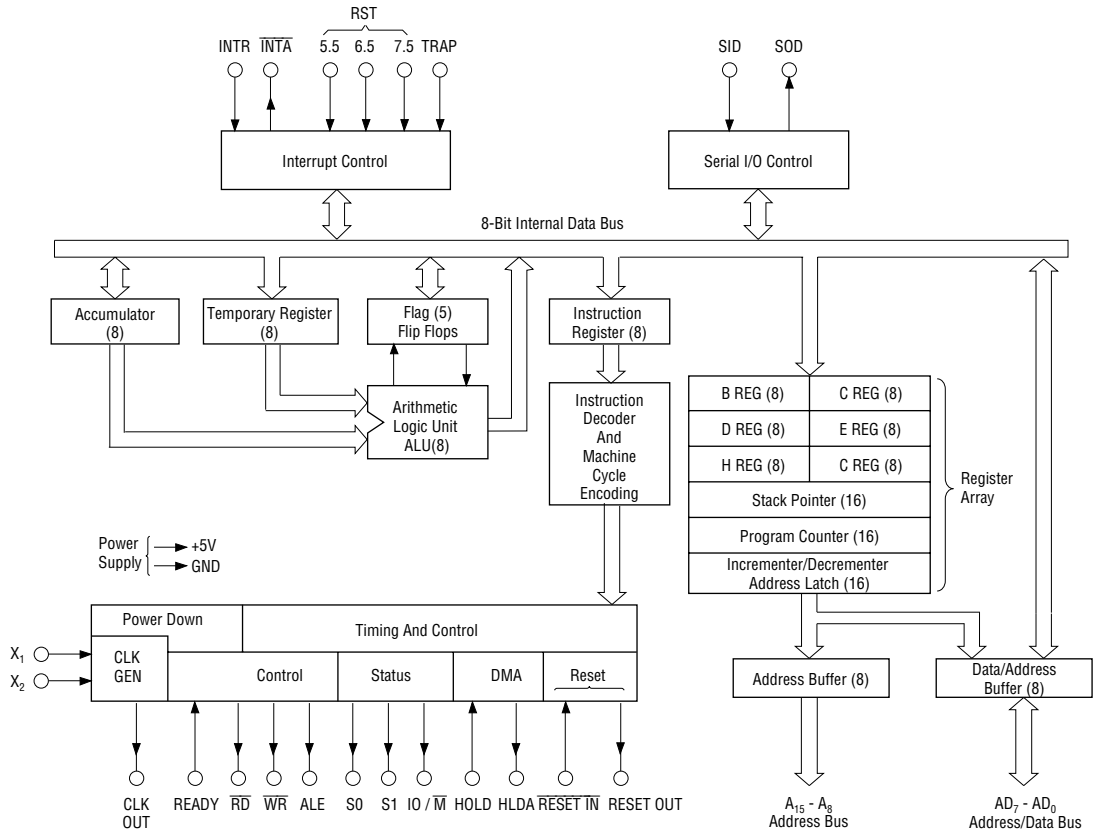 RST
INTR INTA 5.5 6.5 7.5 TRAP SID SOD
Interrupt Control
Serial I/O Control
8-Bit Internal Data Bus
Accumulator
(8)
Temporary Register
(8)
Flag (5)
Flip Flops
Instruction
Register (8)
Arithmetic
Logic Unit
ALU(8)
Instruction
Decoder
And
Machine
Cycle
Encoding
B REG (8) C REG (8)
D REG (8) E REG (8)
H REG (8) C REG (8)
Stack Pointer (16)
Program Counter (16)
Incrementer/Decrementer
Address Latch (16)
Register
Array
Power
Supply
+5V
GND
Power Down
Timing And Control
X1
X2
CLK
GEN
Control Status DMA Reset
Address Buffer (8)
Data/Address
Buffer (8)
CLK
OUT
READY RD WR ALE S0 S1 IO / M HOLD HLDA RESET IN RESET OUT
A15 - A8
Address Bus
AD7 - AD0
Address/Data Bus